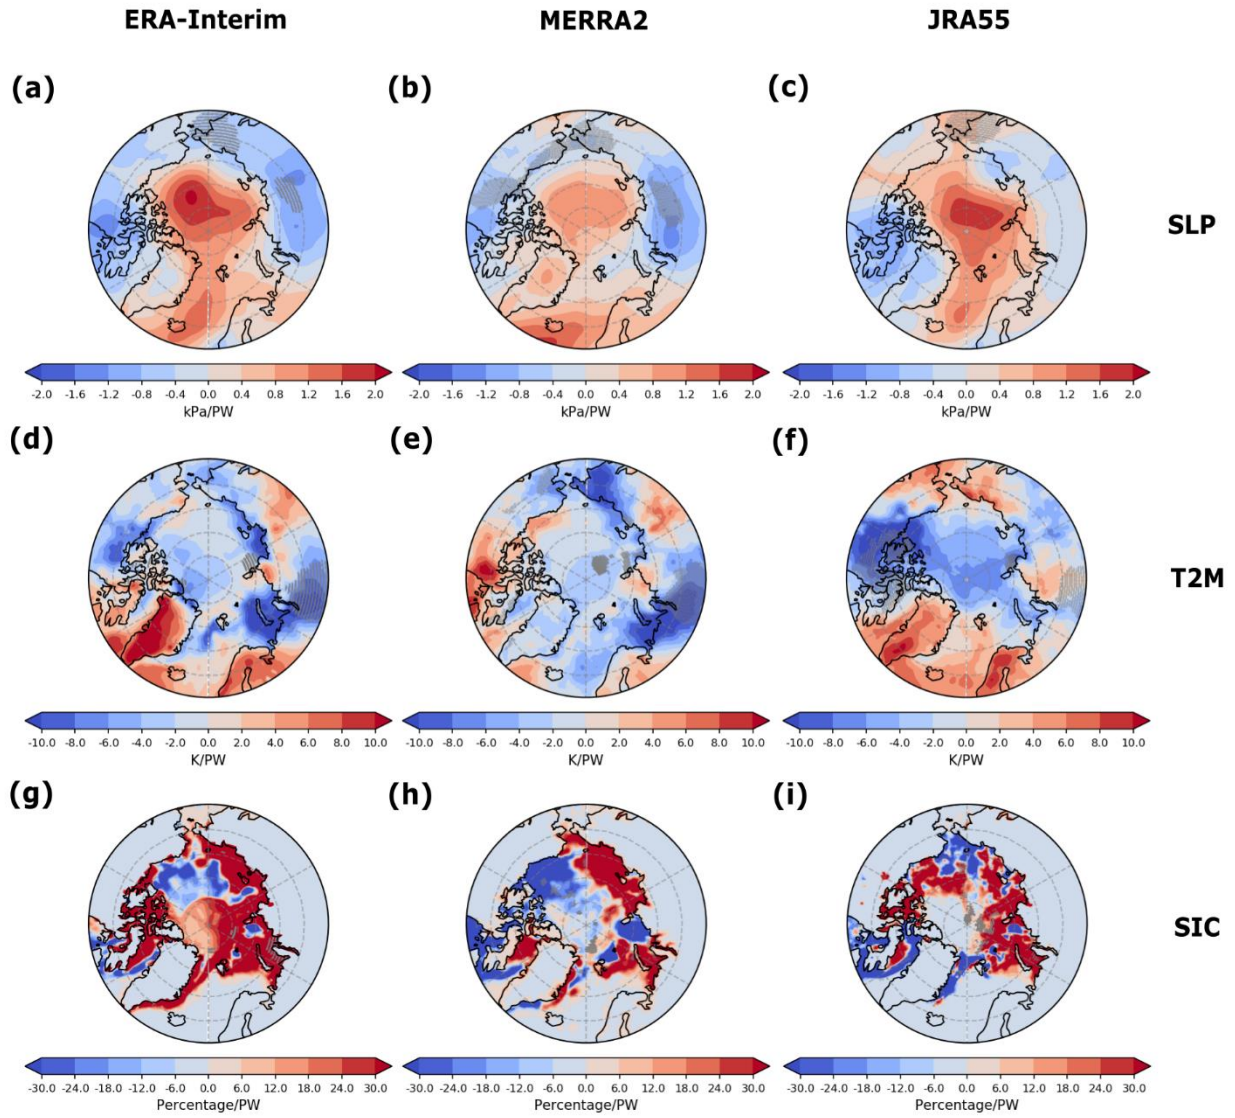 ERA-Interim MERRA2 JRA55
(a) (b) (c)
SLP
-2.0 -1.6 -1.2 -0.8 -0.4 0.0 0.4 0.8 1.2 1.6 2.0 -2.0 -1.6 -1.2 -0.8 -0.4 0.0 0.4 0.8 1.2 1.6 2.0 -2.0 -1.6 -1.2 -0.8 -0.4 0.0 0.4 0.8 1.2 1.6 2.0
kPa/PW kPa/PW kPa/PW
(d) (e) (f)
T2M
-10.0 -8.0 -6.0 -4.0 -2.0 0.0 2.0 4.0 6.0 8.0 10.0 -10.0 -8.0 -6.0 -4.0 -2.0 0.0 2.0 4.0 6.0 8.0 10.0 -10.0 -8.0 -6.0 -4.0 -2.0 0.0 2.0 4.0 6.0 8.0 10.0
K/PW K/PW K/PW
(g) (h) (i)
SIC
-30.0 -24.0 -18.0 -12.0 -6.0 0.0 6.0 12.0 18.0 24.0 30.0 -30.0 -24.0 -18.0 -12.0 -6.0 0.0 6.0 12.0 18.0 24.0 30.0 -30.0 -24.0 -18.0 -12.0 -6.0 0.0 6.0 12.0 18.0 24.0 30.0
Percentage/PW Percentage/PW Percentage/PW